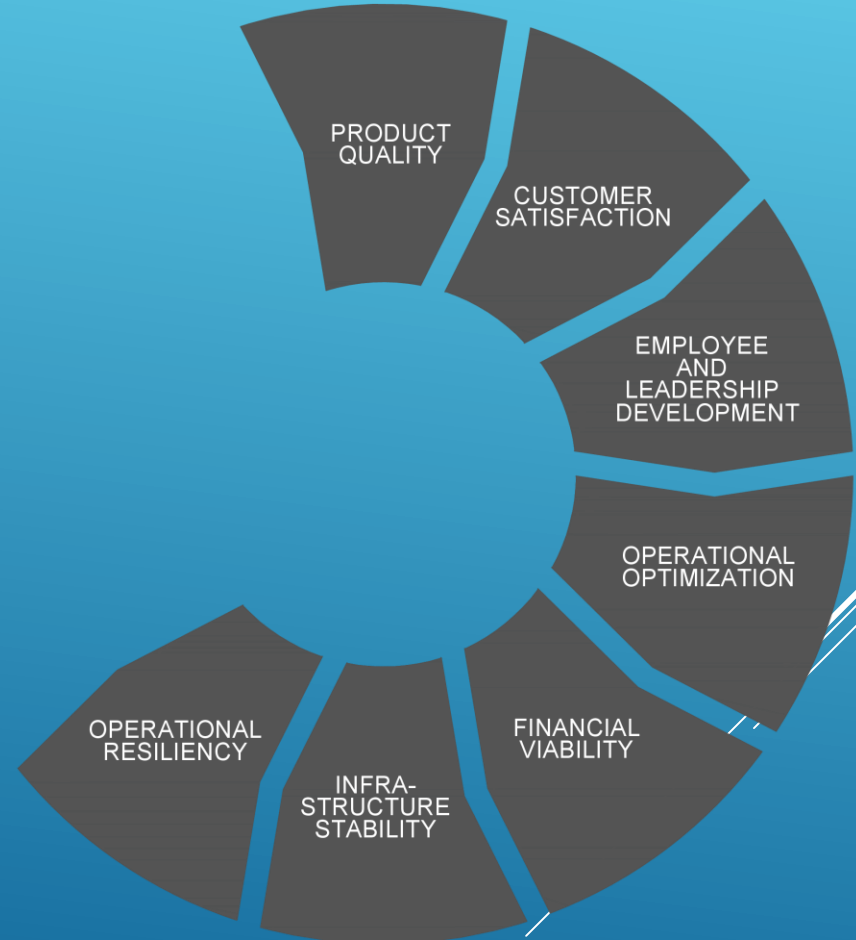 PRODUCT
QUALITY
CUSTOMER
SATISFACTION
EMPLOYEE
AND
LEADERSHIP
DEVELOPMENT
OPERATIONAL
OPTIMIZATION
FINANCIAL
VIABILITY
INFRA-
STRUCTURE
STABILITY
OPERATIONAL
RESILIENCY